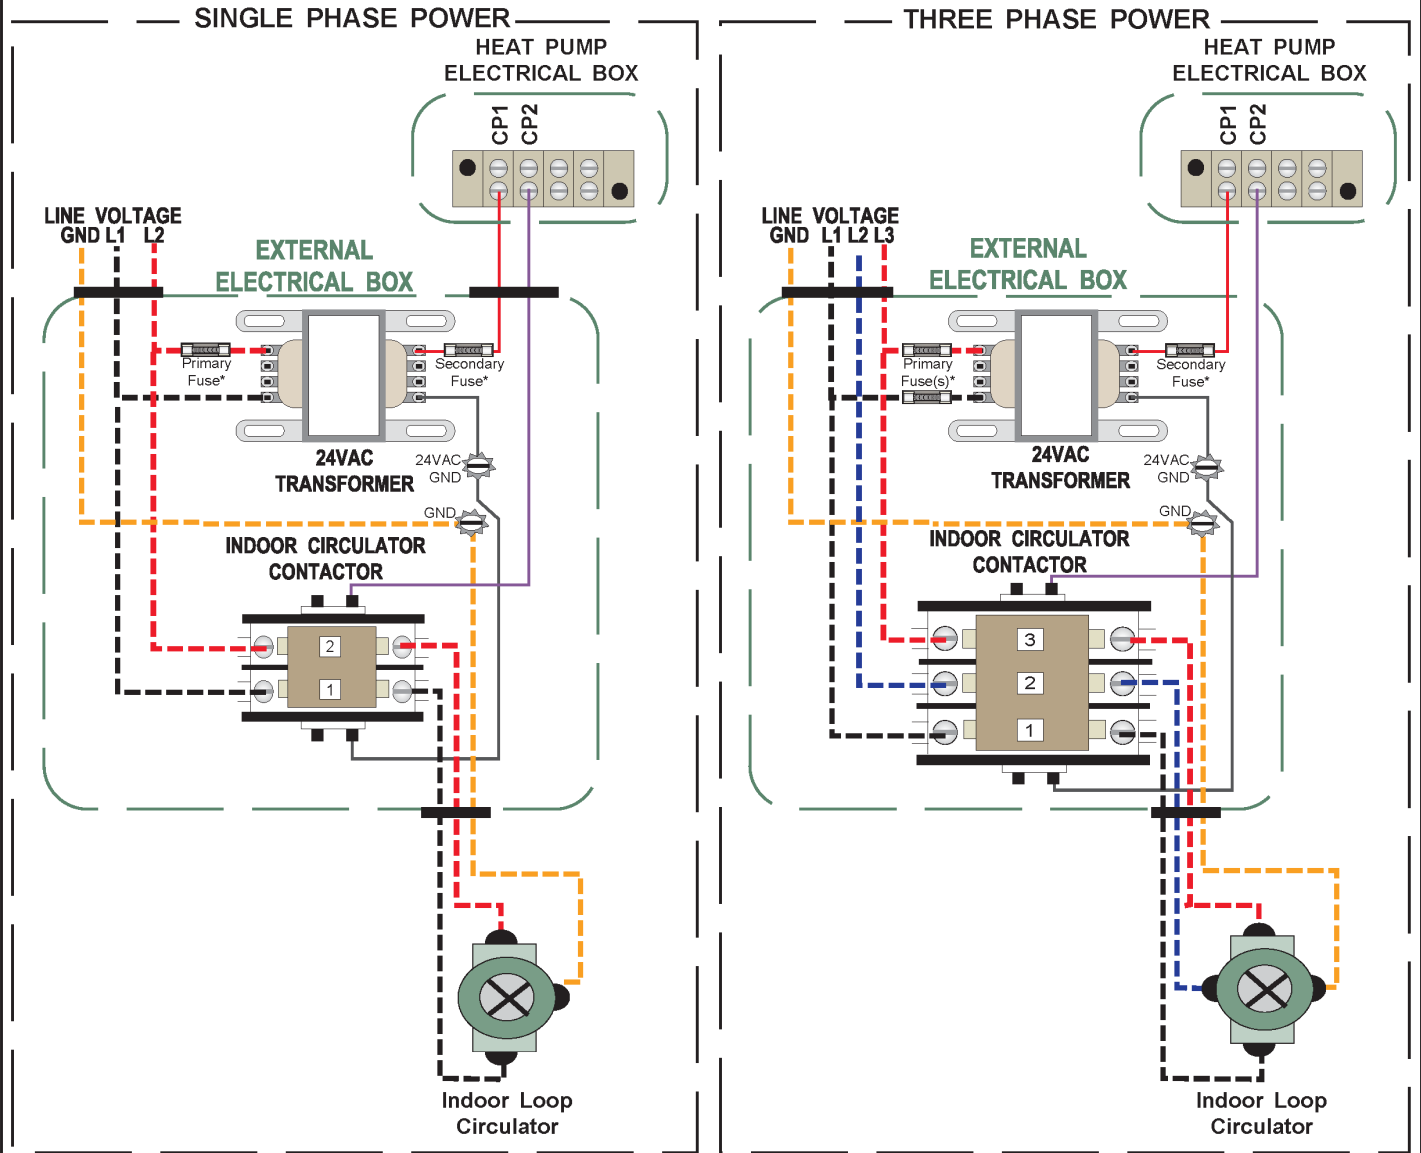 SINGLE PHASE POWER
HEAT PUMP
ELECTRICAL BOX
CP1
CP2
LINE VOLTAGE
GND L1 L2
EXTERNAL
ELECTRICAL BOX
Primary
Fuse*
Secondary
Fuse*
24VAC
TRANSFORMER
24VAC
GND
GND
INDOOR CIRCULATOR
CONTACTOR
2
1
Indoor Loop
Circulator
THREE PHASE POWER
HEAT PUMP
ELECTRICAL BOX
CP1
CP2
LINE VOLTAGE
GND L1 L2 L3
EXTERNAL
ELECTRICAL BOX
Primary
Fuse(s)*
Secondary
Fuse*
24VAC
TRANSFORMER
24VAC
GND
GND
INDOOR CIRCULATOR
CONTACTOR
3
2
1
Indoor Loop
Circulator